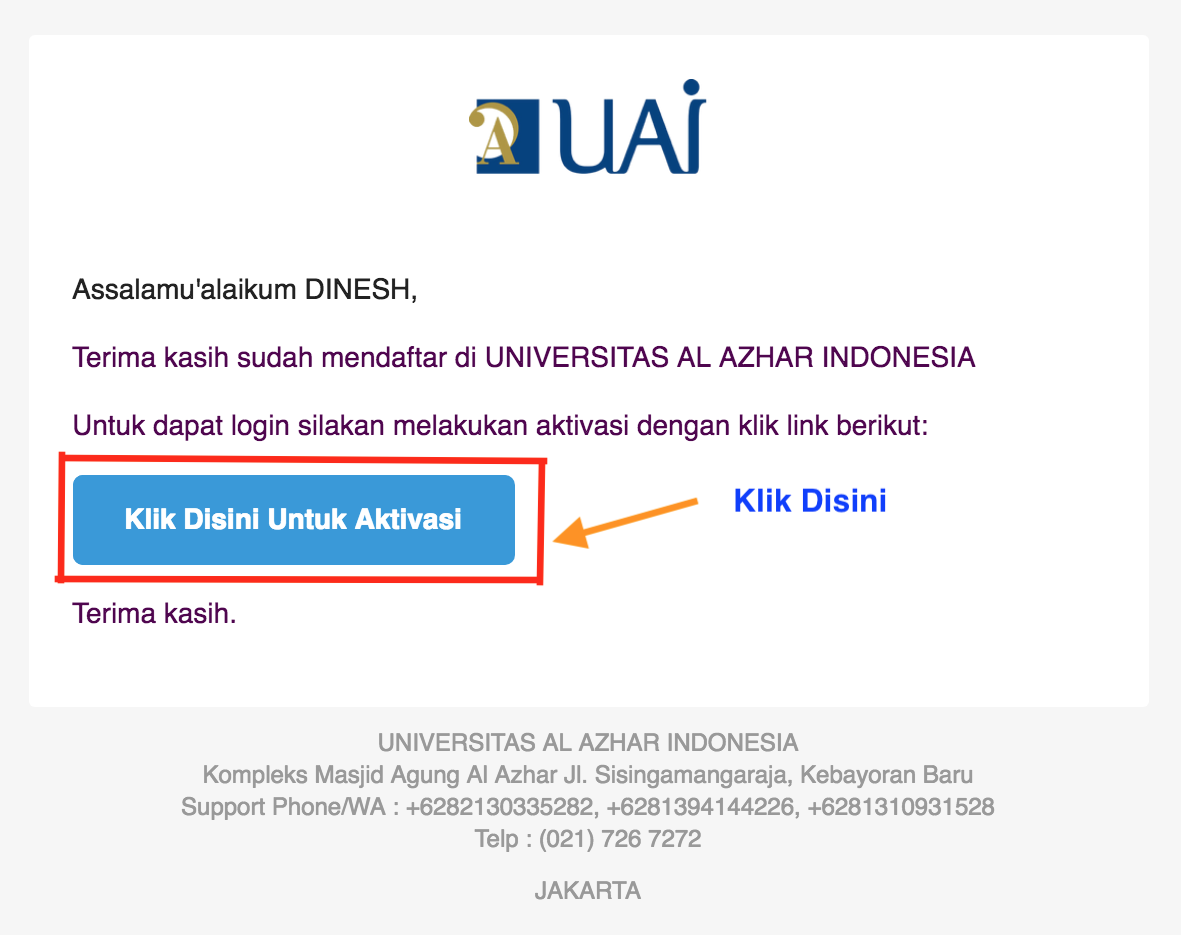 UAI
Assalamu'alaikum DINESH,
Terima kasih sudah mendaftar di UNIVERSITAS AL AZHAR INDONESIA
Untuk dapat login silakan melakukan aktivasi dengan klik link berikut:
Klik Disini Untuk Aktivasi
Klik Disini
Terima kasih.
UNIVERSITAS AL AZHAR INDONESIA
Kompleks Masjid Agung Al Azhar Jl. Sisingamangaraja, Kebayoran Baru
Support Phone/WA : +6282130335282, +6281394144226, +6281310931528
Telp : (021) 726 7272
JAKARTA